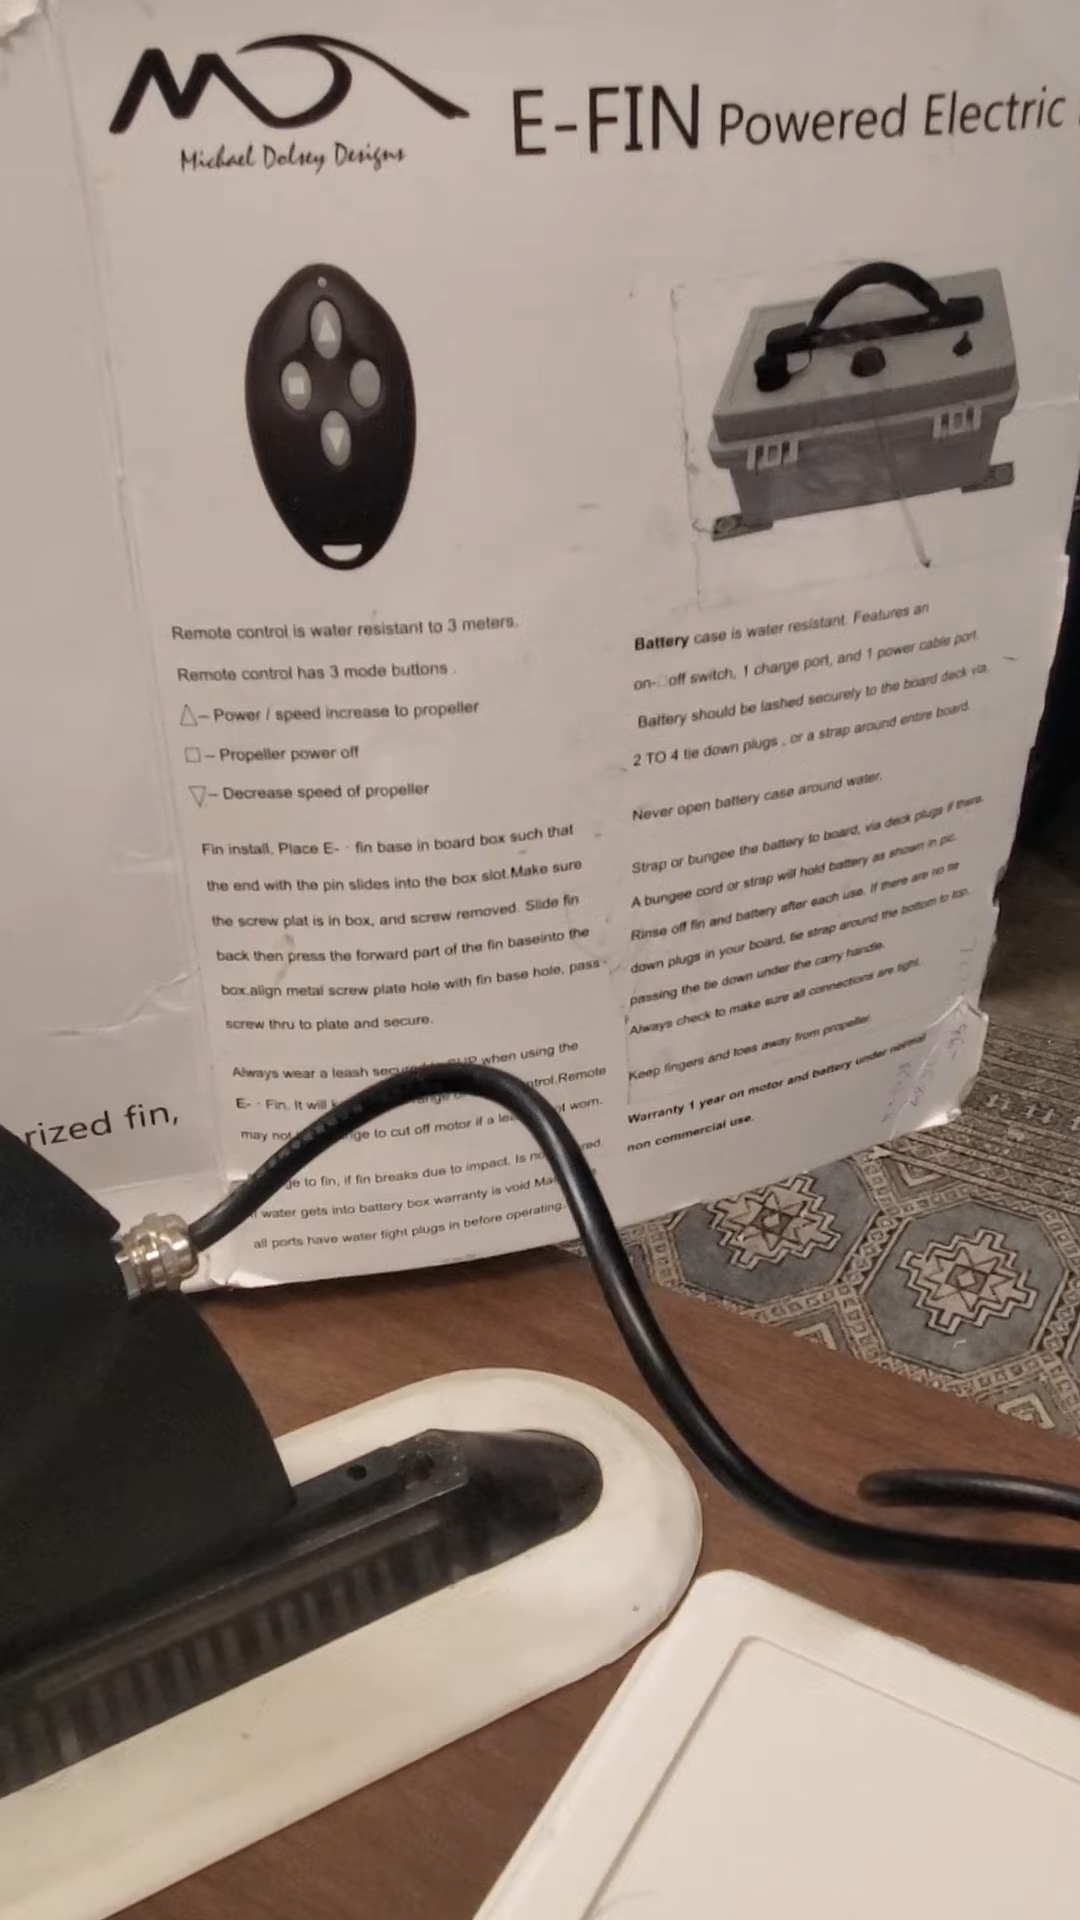 Michael Dolsey Designs
E-FIN Powered Electric
Remote control is water resistant to 3 meters.
Remote control has 3 mode buttons .
△– Power / speed increase to propeller
□– Propeller power off
▽– Decrease speed of propeller
Fin install, Place E- · fin base in board box such that
the end with the pin slides into the box slot.Make sure
the screw plat is in box, and screw removed. Slide fin
back then press the forward part of the fin baseinto the
box.align metal screw plate hole with fin base hole, pass
screw thru to plate and secure.
Always wear a leash when using the
E- · Fin. It will Remote
may not to cut off motor if a worn.
to fin, if fin breaks due to impact. Is
water gets into battery box warranty is void
all ports have water tight plugs in before operating.
Battery case is water resistant. Features an
on-□off switch, 1 charge port, and 1 power cable port.
Battery should be lashed securely to the board deck via.
2 TO 4 tie down plugs , or a strap around entire board.
Never open battery case around water.
Strap or bungee the battery to board, via deck plugs if there.
A bungee cord or strap will hold battery as shown in pic.
Rinse off fin and battery after each use. If there are no tie
down plugs in your board, tie strap around the bottom to top,
passing the tie down under the carry handle.
Always check to make sure all connections are tight.
Keep fingers and toes away from propeller.
Warranty 1 year on motor and battery under normal
non commercial use.
rized fin,